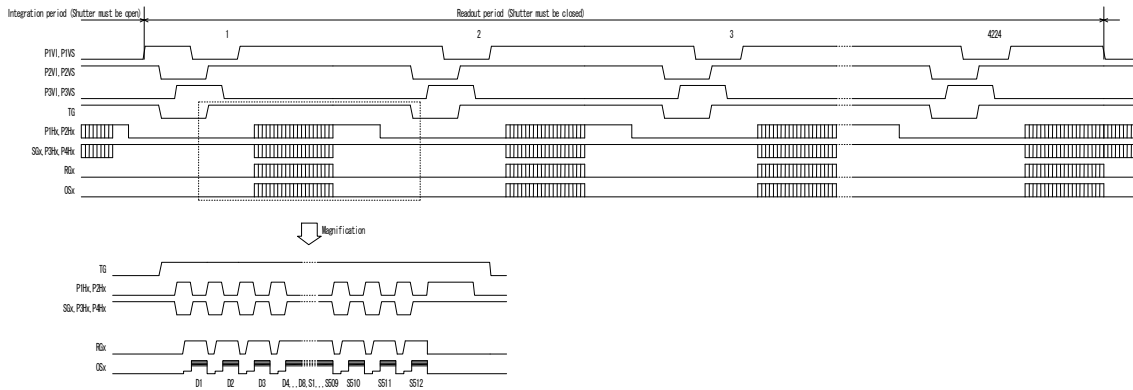 Integration period (Shutter must be open)
Readout period (Shutter must be closed)
1 2 3 4224
P1VI, P1VS
P2VI, P2VS
P3VI, P3VS
TG
P1Hx, P2Hx
SGx, P3Hx, P4Hx
RGx
OSx
Magnification
TG
P1Hx, P2Hx
SGx, P3Hx, P4Hx
RGx
OSx
D1 D2 D3 D4,..D8, S1,.., S509 S510 S511 S512